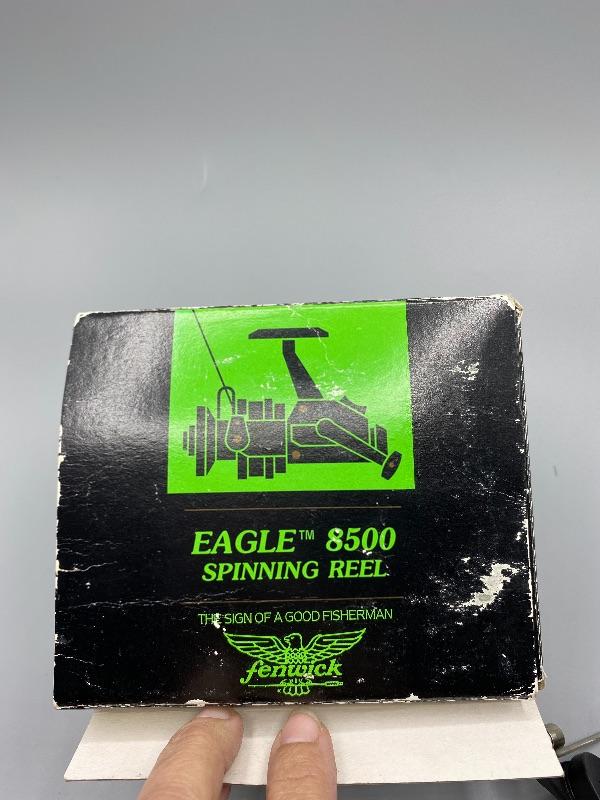 EAGLE™ 8500
SPINNING REEL
THE SIGN OF A GOOD FISHERMAN
fenwick